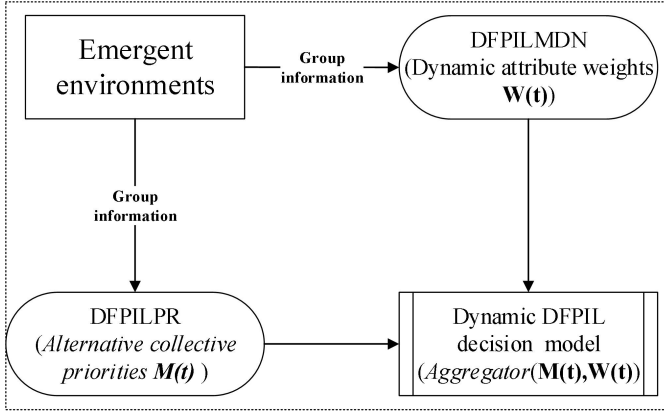 Emergent
environments
Group
information
DFPILMDN
(Dynamic attribute weights
W(t))
Group
information
DFPILPR
(Alternative collective
priorities M(t) )
Dynamic DFPIL
decision model
(Aggregator(M(t),W(t))